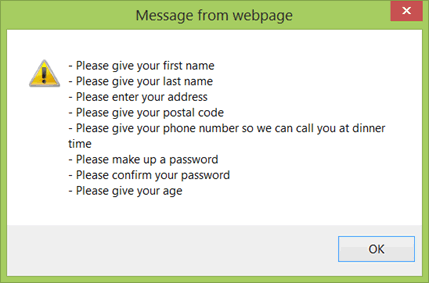 Message from webpage
- Please give your first name
- Please give your last name
- Please enter your address
- Please give your postal code
- Please give your phone number so we can call you at dinner
time
- Please make up a password
- Please confirm your password
- Please give your age
OK